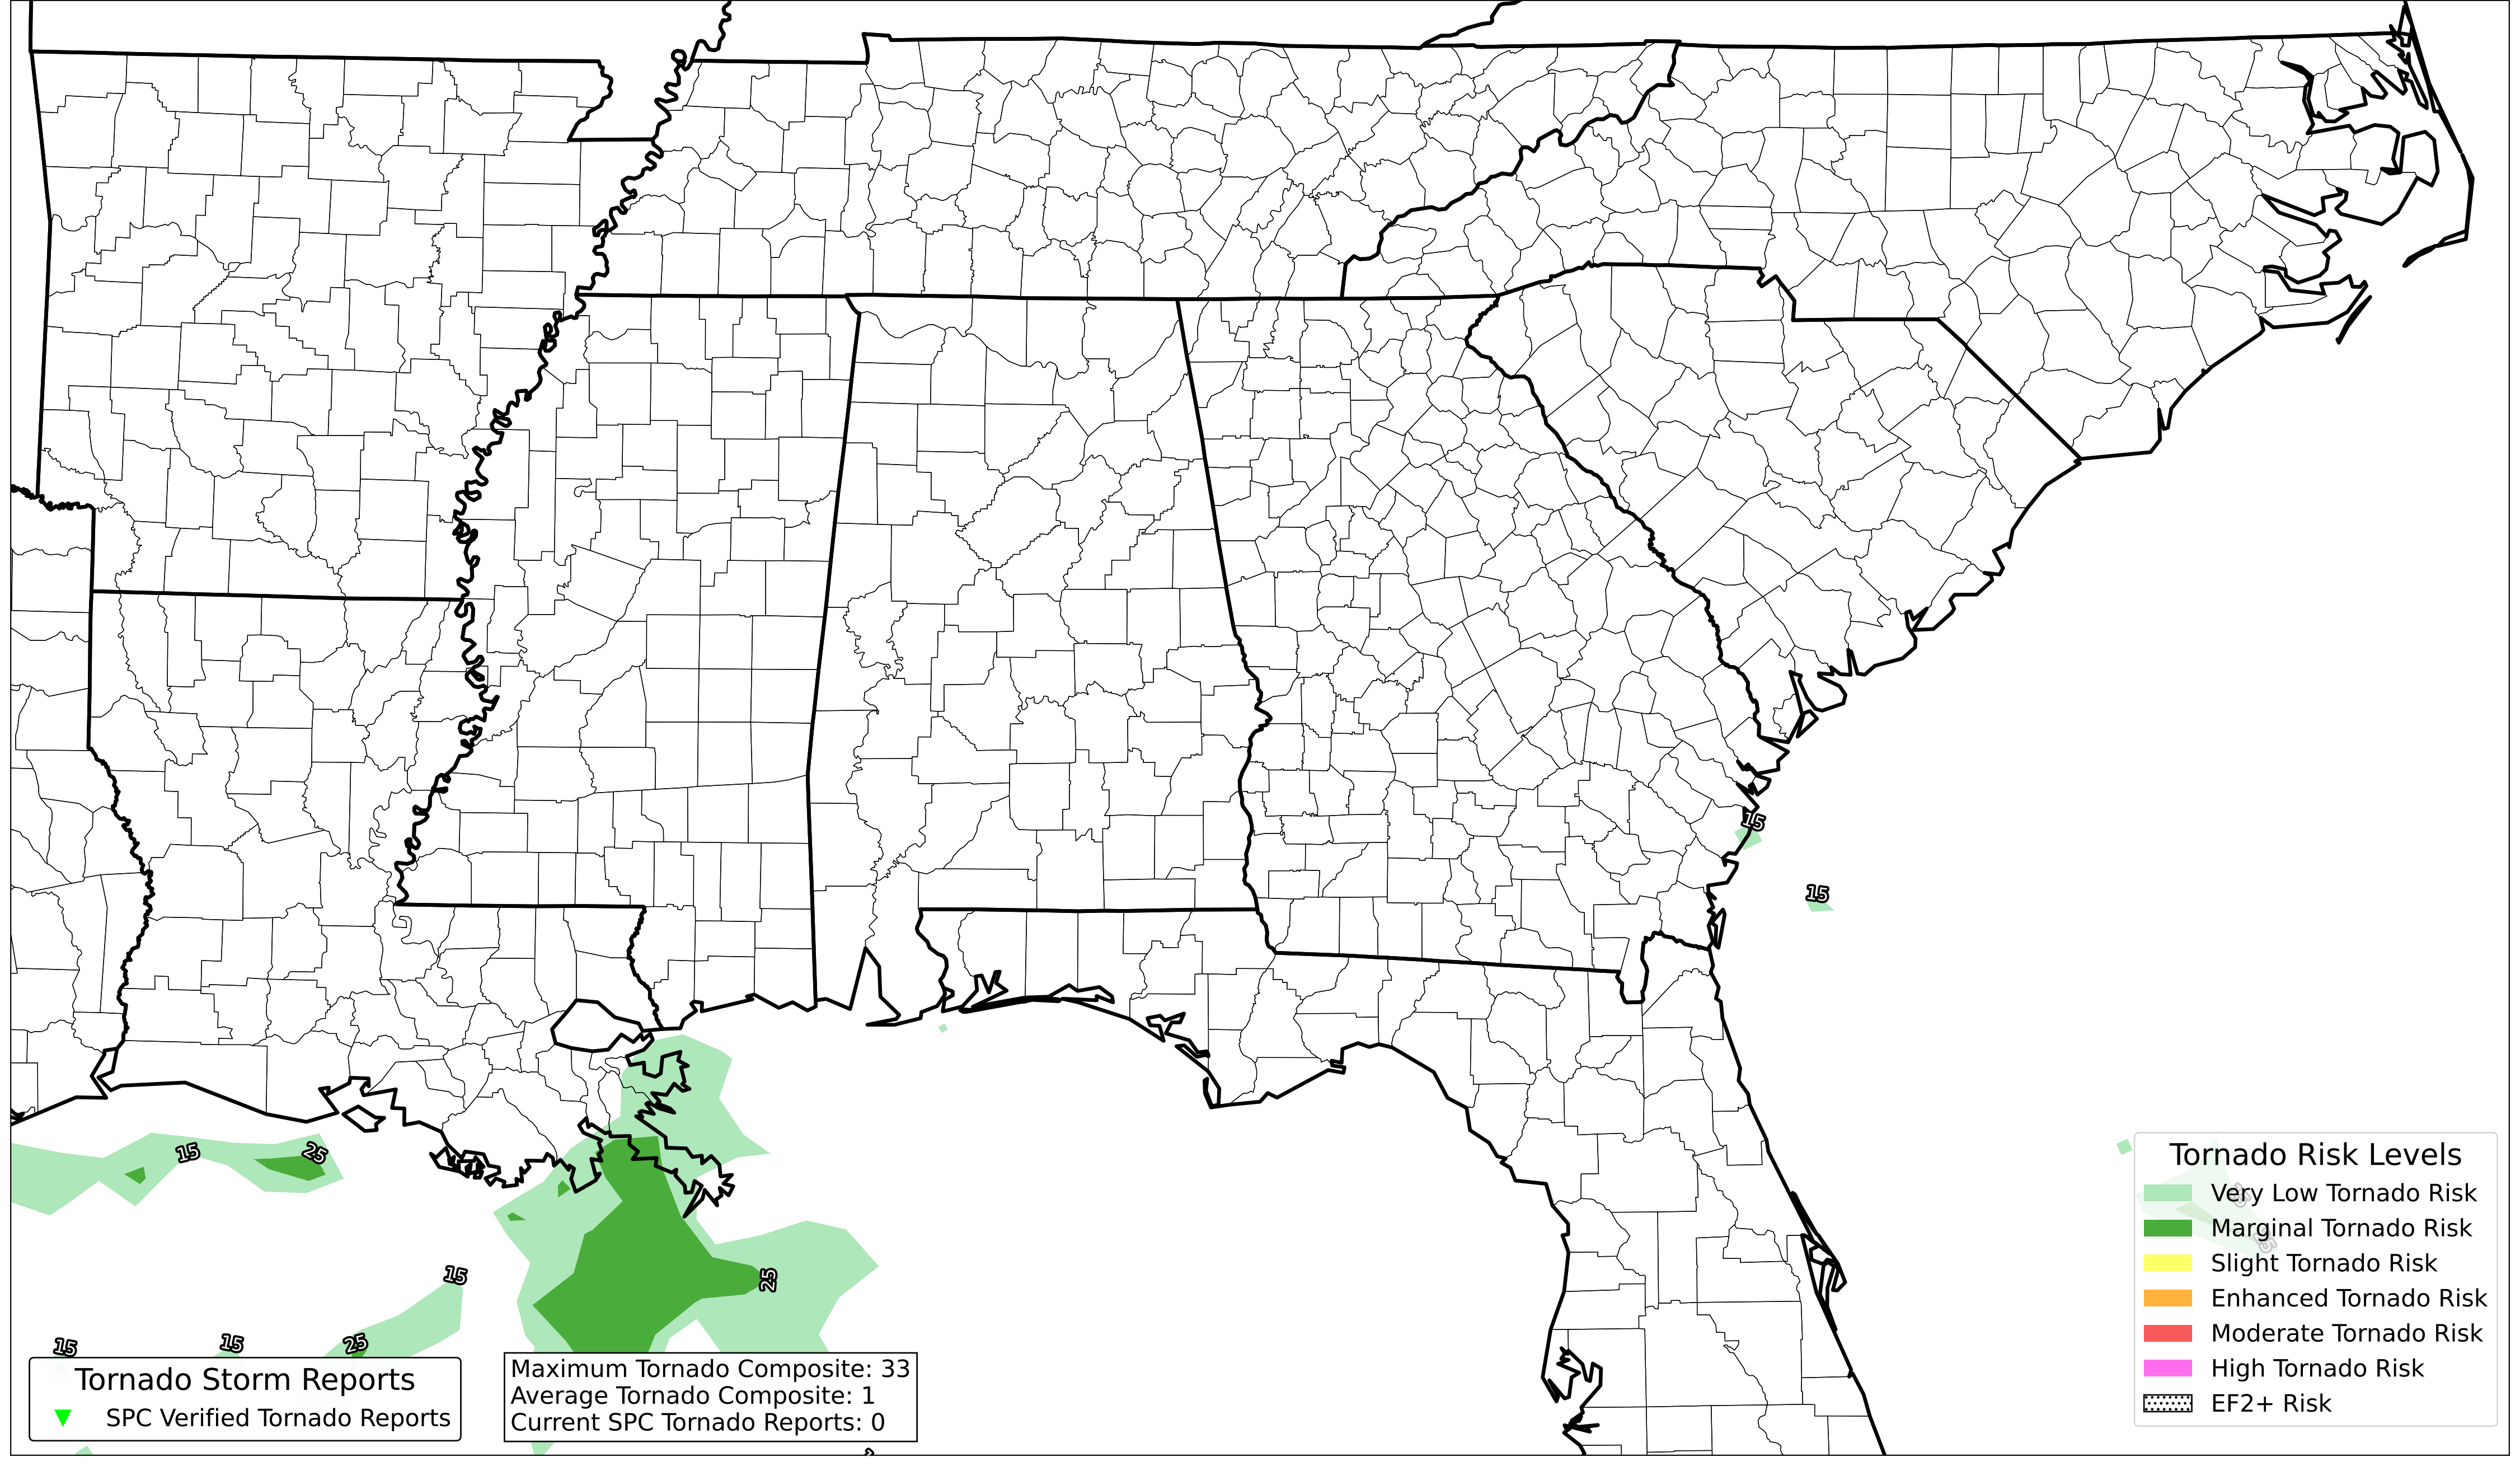 15
15
15
25
15
25
15
15
25
Tornado Storm Reports
SPC Verified Tornado Reports
Maximum Tornado Composite: 33
Average Tornado Composite: 1
Current SPC Tornado Reports: 0
Tornado Risk Levels
Very Low Tornado Risk
Marginal Tornado Risk
Slight Tornado Risk
Enhanced Tornado Risk
Moderate Tornado Risk
High Tornado Risk
EF2+ Risk